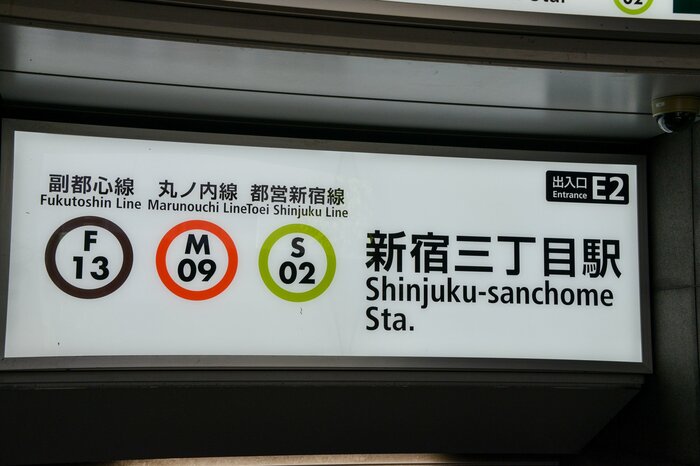 副都心線 丸ノ内線 都営新宿線
Fukutoshin Line Marunouchi Line Toei Shinjuku Line
F 13
M 09
S 02
新宿三丁目駅
Shinjuku-sanchome
Sta.
出入口
Entrance
E2